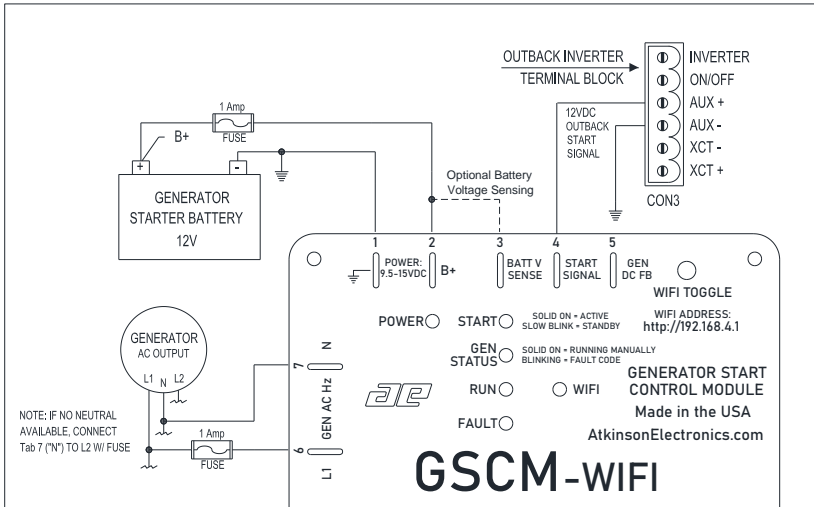 OUTBACK INVERTER
TERMINAL BLOCK
INVERTER
ON/OFF
AUX +
AUX -
XCT -
XCT +
CON3
12VDC
OUTBACK
START
SIGNAL
1 Amp
FUSE
B+
+
-
GENERATOR
STARTER BATTERY
12V
Optional Battery
Voltage Sensing
1
2
3
4
5
POWER:
9.5-15VDC
B+
BATT V
SENSE
START
SIGNAL
GEN
DC FB
WIFI TOGGLE
WIFI ADDRESS:
http://192.168.4.1
POWER
START
SOLID ON = ACTIVE
SLOW BLINK = STANDBY
GEN
STATUS
SOLID ON = RUNNING MANUALLY
BLINKING = FAULT CODE
RUN
WIFI
FAULT
GENERATOR START
CONTROL MODULE
Made in the USA
AtkinsonElectronics.com
GSCM-WIFI
ae
GENERATOR
AC OUTPUT
L1
N
L2
NOTE: IF NO NEUTRAL
AVAILABLE, CONNECT
Tab 7 ("N") TO L2 W/ FUSE
1 Amp
FUSE
N
7
GEN AC Hz
6
L1